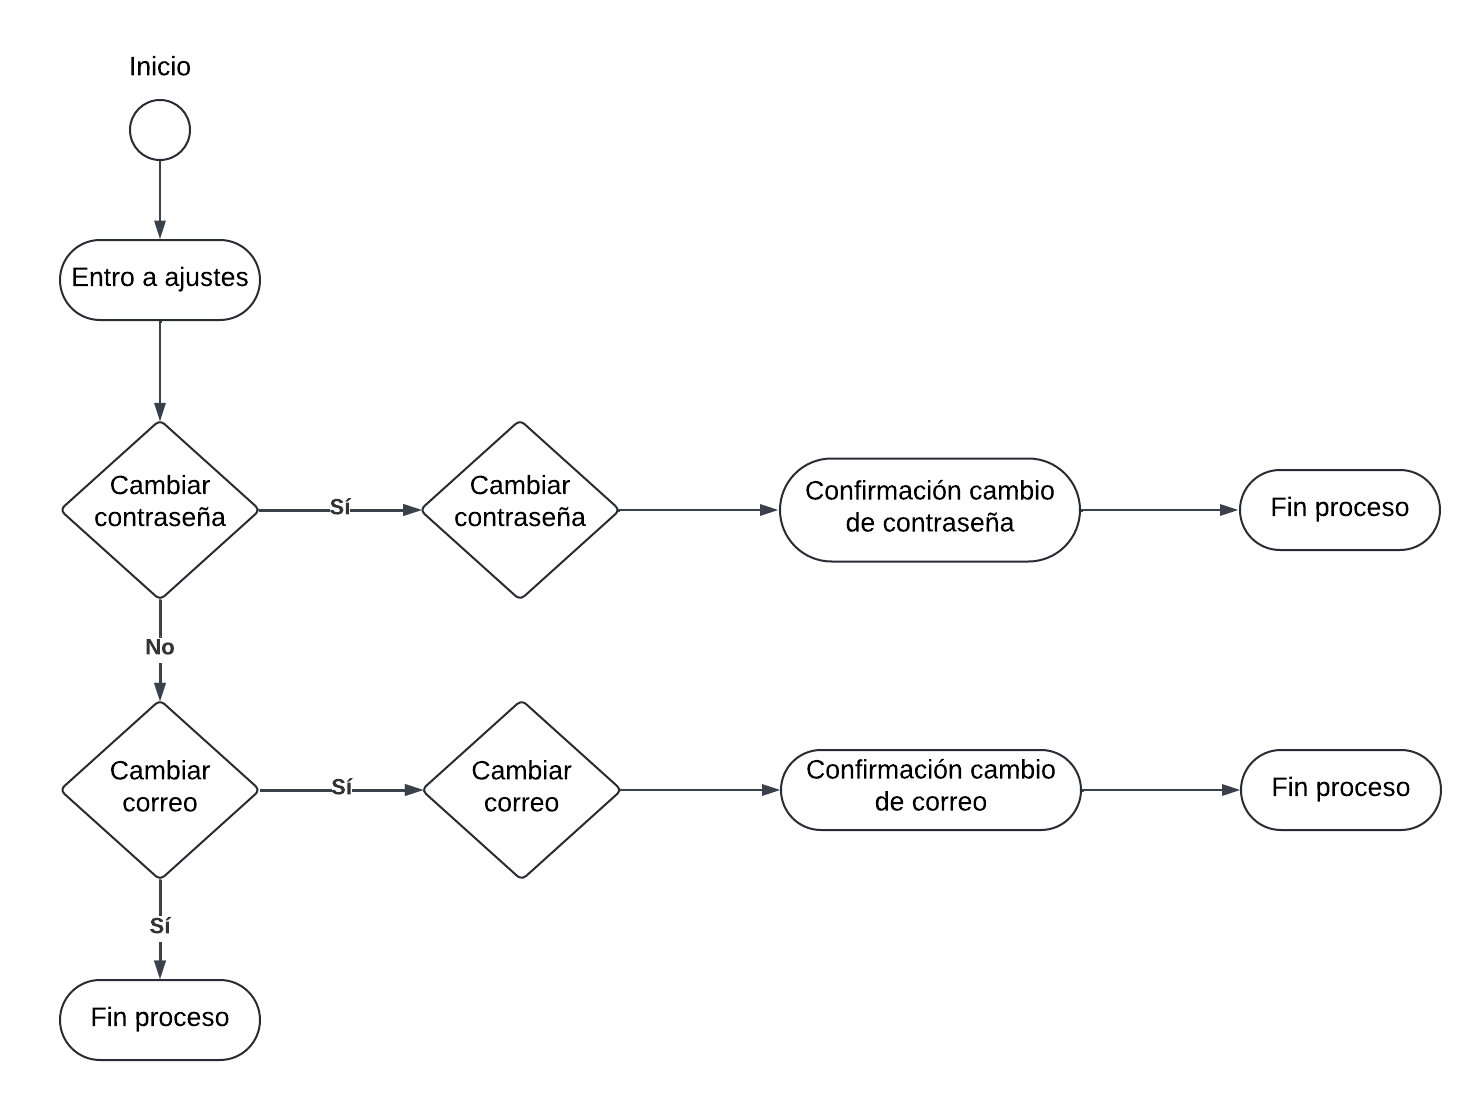 Inicio
Entro a ajustes
Cambiar
contraseña
Sí
Cambiar
contraseña
Confirmación cambio
de contraseña
Fin proceso
No
Cambiar
correo
Sí
Cambiar
correo
Confirmación cambio
de correo
Fin proceso
Sí
Fin proceso